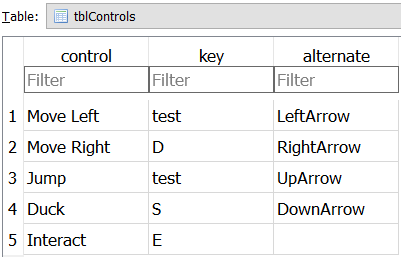 Table: tblControls
control key alternate
Filter Filter Filter
1 Move Left test LeftArrow
2 Move Right D RightArrow
3 Jump test UpArrow
4 Duck S DownArrow
5 Interact E